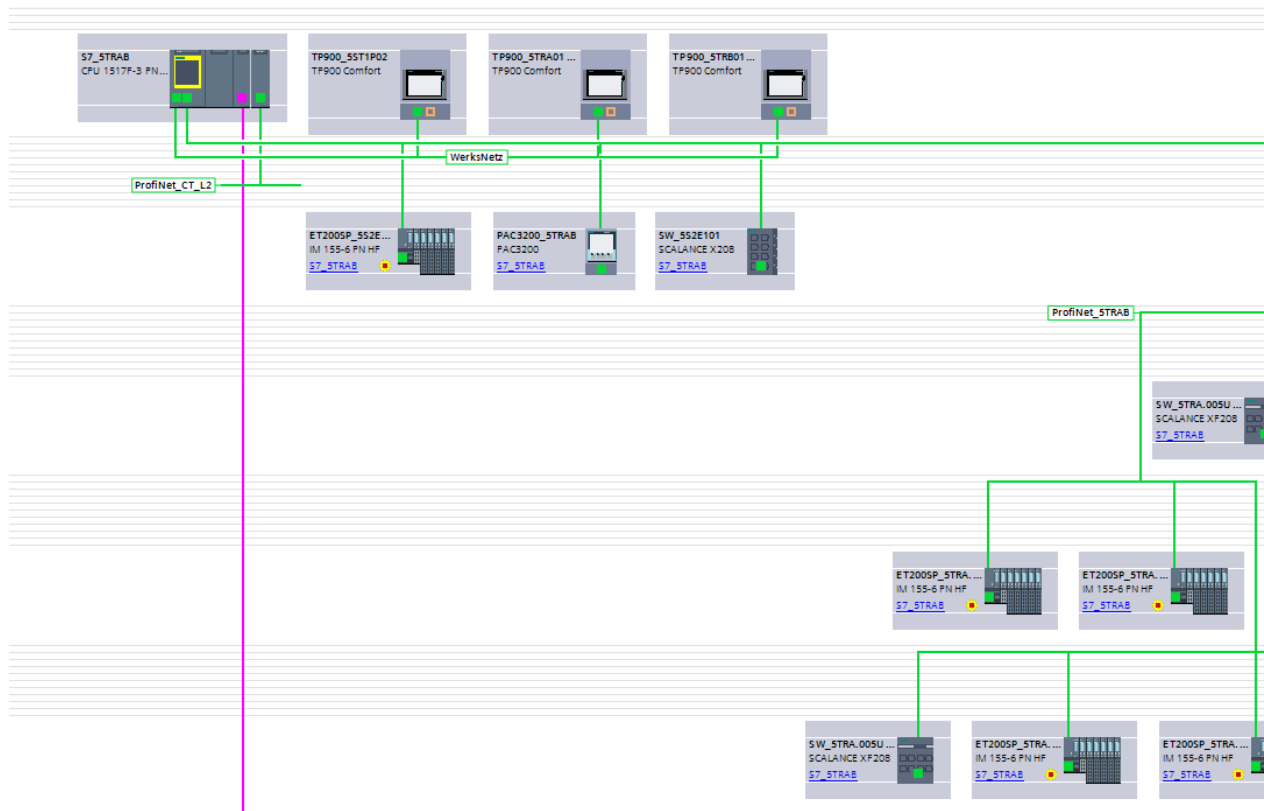 S7_5TRAB
CPU 1517F-3 PN...
TP900_5ST1P02
TP900 Comfort
TP900_5TRA01 ...
TP900 Comfort
TP900_5TRB01 ...
TP900 Comfort
WerksNetz
ProfiNet_CT_L2
ET200SP_5S2E...
IM 155-6 PN HF
S7_5TRAB
PAC3200_5TRAB
PAC3200
S7_5TRAB
SW_5S2E101
SCALANCE X208
S7_5TRAB
ProfiNet_5TRAB
SW_5TRA.005U ...
SCALANCE XF208
S7_5TRAB
ET200SP_5TRA. ...
IM 155-6 PN HF
S7_5TRAB
ET200SP_5TRA. ...
IM 155-6 PN HF
S7_5TRAB
SW_5TRA.005U ...
SCALANCE XF208
S7_5TRAB
ET200SP_5TRA. ...
IM 155-6 PN HF
S7_5TRAB
ET200SP_5TRA. ...
IM 155-6 PN HF
S7_5TRAB